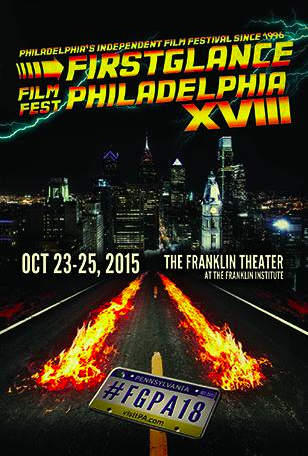 PHILADELPHIA'S INDEPENDENT FILM FESTIVAL SINCE 1996
FIRSTGLANCE
FILM FEST PHILADELPHIA
XVIII
OCT 23-25, 2015
THE FRANKLIN THEATER
AT THE FRANKLIN INSTITUTE
PENNSYLVANIA
#FGPA18
visitPA.com